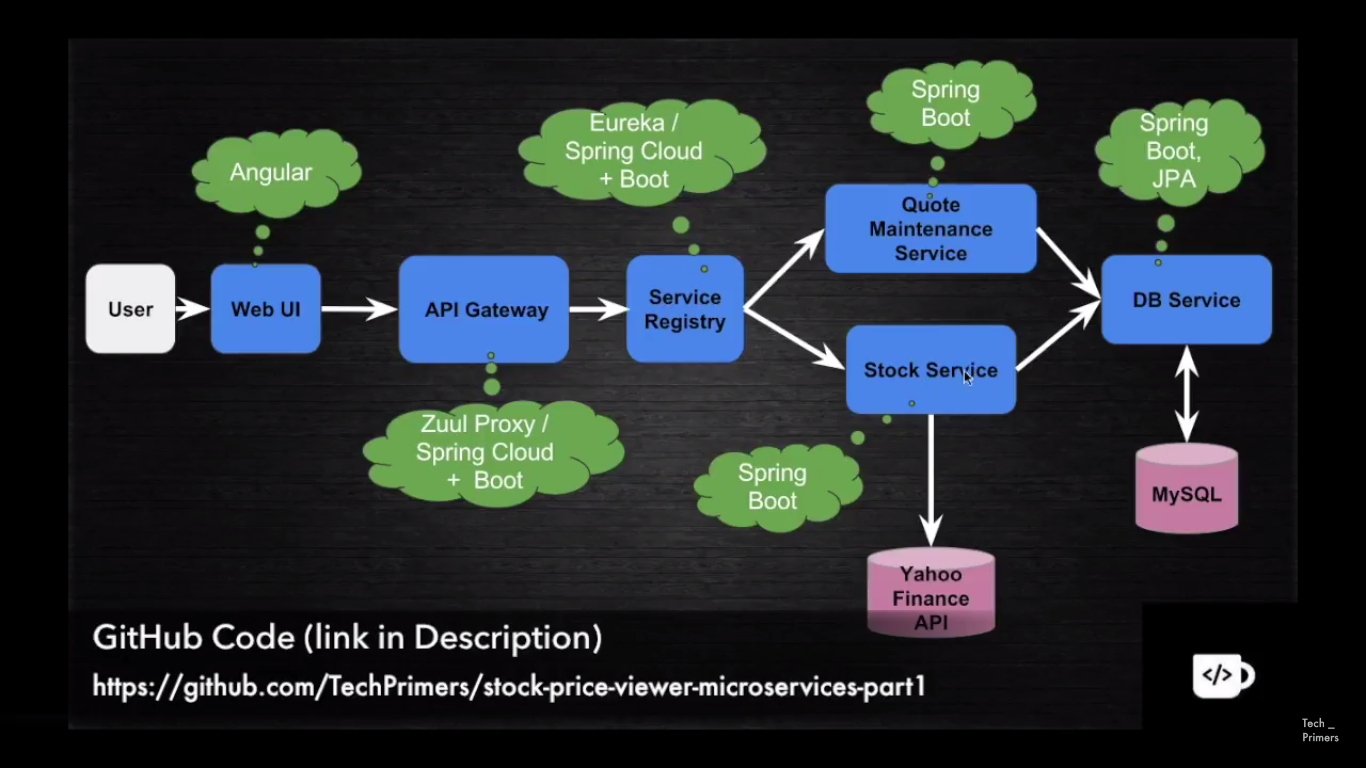 Spring
Boot
Eureka /
Spring Cloud
+ Boot
Spring
Boot,
JPA
Angular
Quote
Maintenance
Service
User
Web UI
API Gateway
Service
Registry
DB Service
Stock Service
Zuul Proxy /
Spring Cloud
+ Boot
Spring
Boot
MySQL
Yahoo
Finance
API
GitHub Code (link in Description)
https://github.com/TechPrimers/stock-price-viewer-microservices-part1
</>
Tech _
Primers